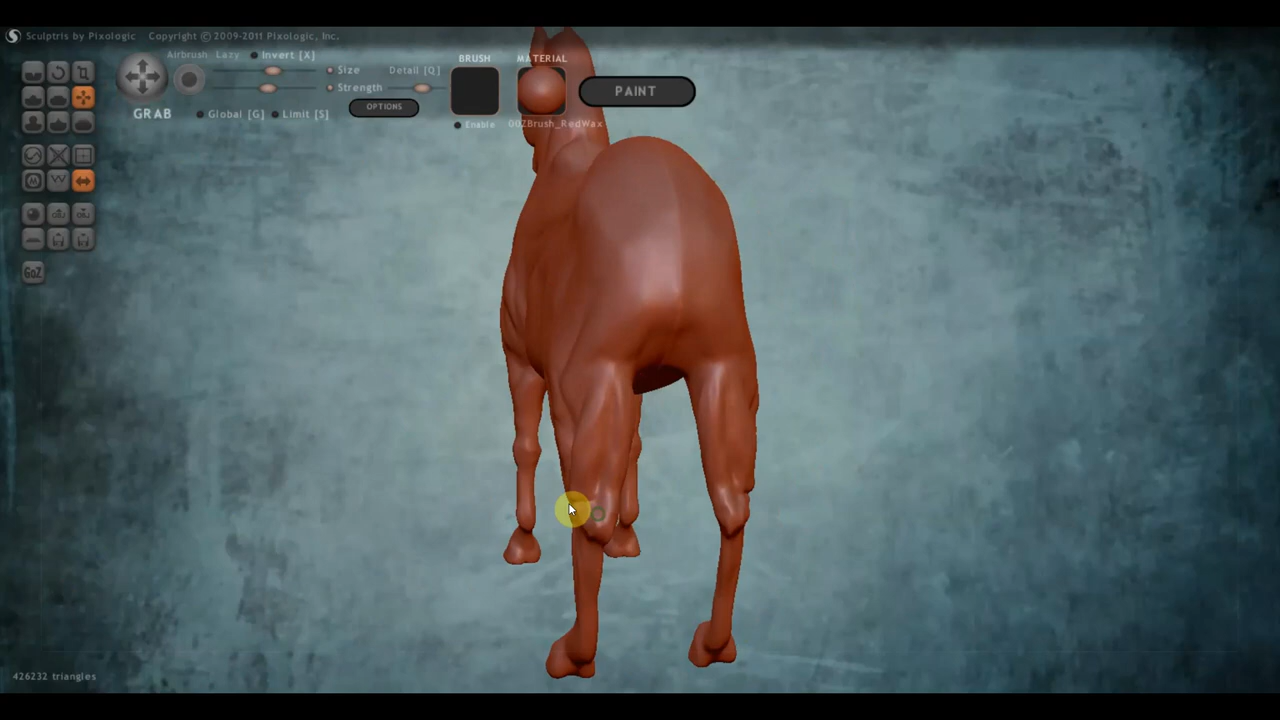 Sculptris by Pixologic Copyright © 2009-2011 Pixologic, Inc.
Airbrush Lazy Invert [X]
Size Detail [Q]
Strength
OPTIONS
GRAB Global [G] Limit [S]
BRUSH
Enable
MATERIAL
00ZBrush_RedWax
PAINT
GoZ
426232 triangles